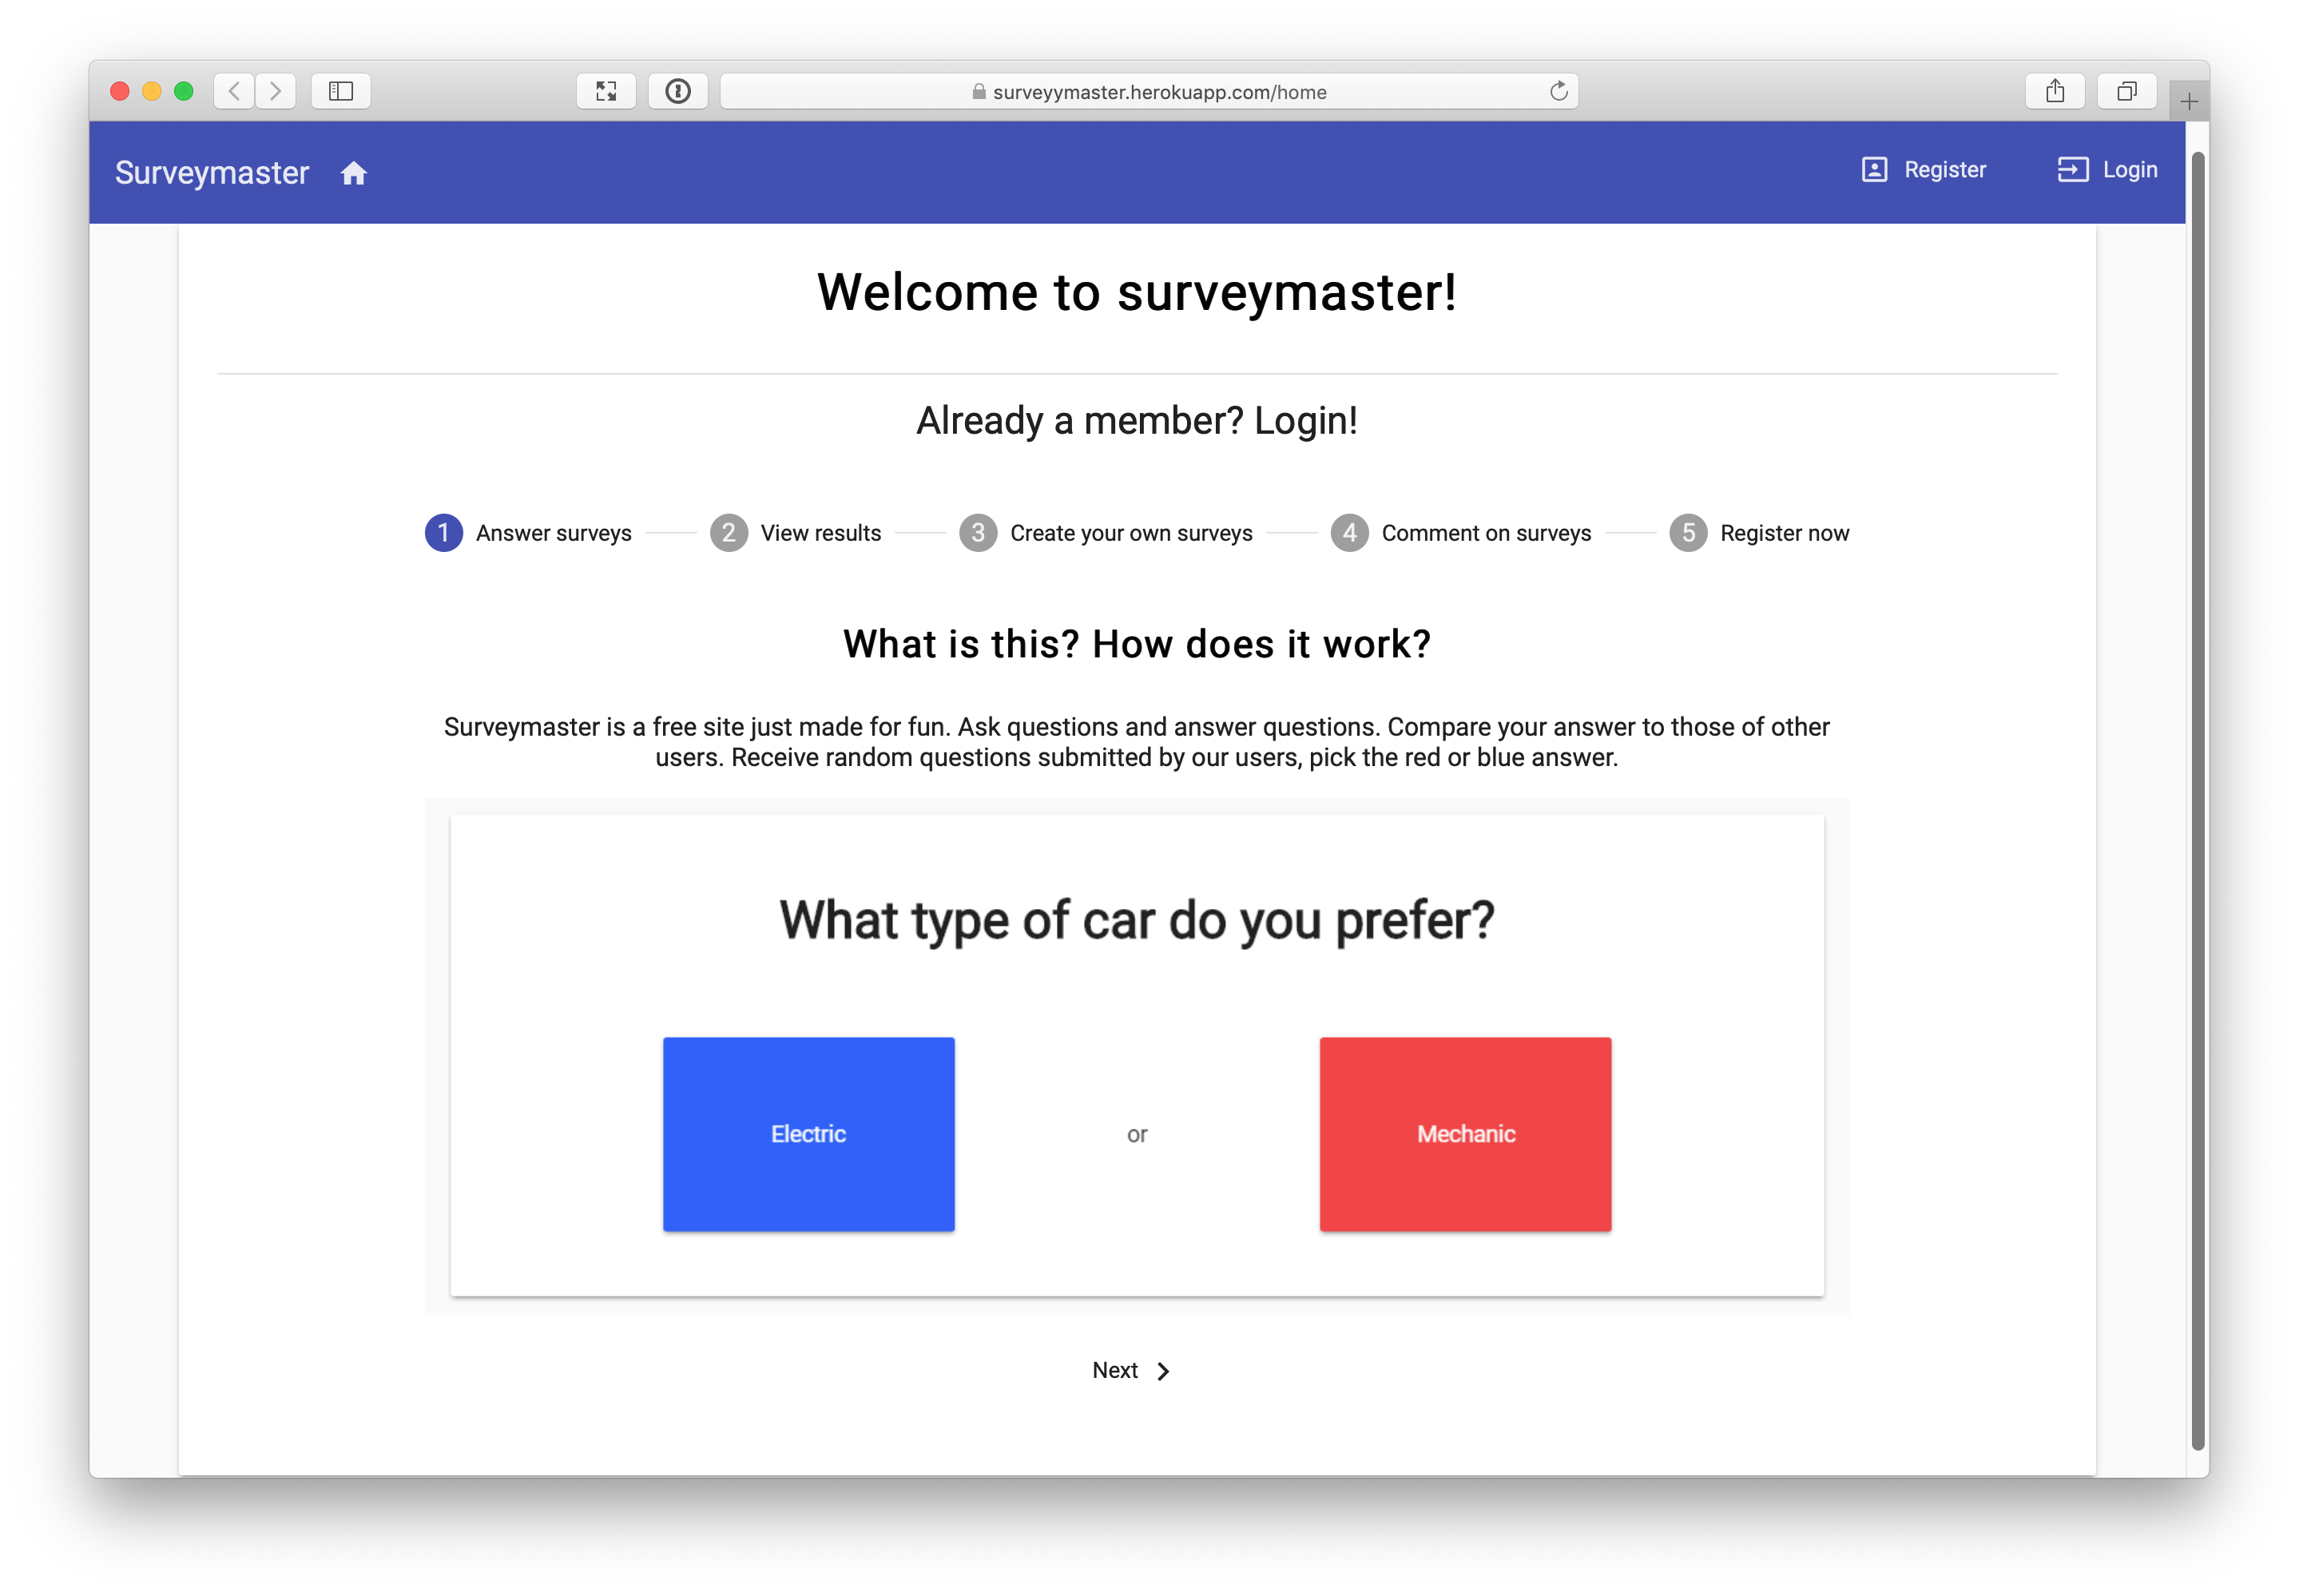 surveyymaster.herokuapp.com/home
Surveymaster
Register
Login
Welcome to surveymaster!
Already a member? Login!
1 Answer surveys
2 View results
3 Create your own surveys
4 Comment on surveys
5 Register now
What is this? How does it work?
Surveymaster is a free site just made for fun. Ask questions and answer questions. Compare your answer to those of other
users. Receive random questions submitted by our users, pick the red or blue answer.
What type of car do you prefer?
Electric
or
Mechanic
Next